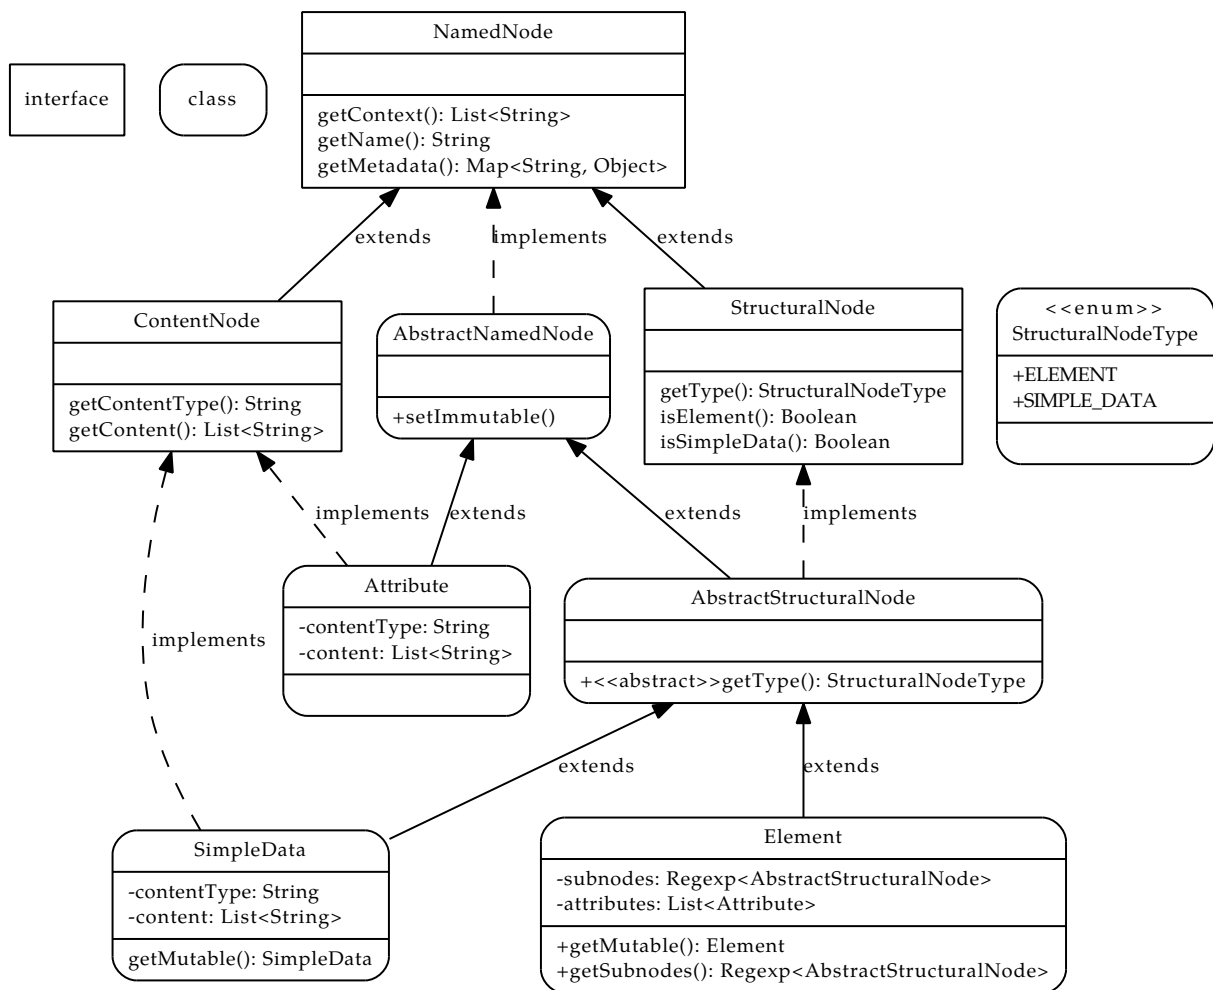 NamedNode
getContext(): List<String>
getName(): String
getMetadata(): Map<String, Object>
interface
class
extends
implements
extends
ContentNode
getContentType(): String
getContent(): List<String>
AbstractNamedNode
+setImmutable()
StructuralNode
getType(): StructuralNodeType
isElement(): Boolean
isSimpleData(): Boolean
<<enum>>
StructuralNodeType
+ELEMENT
+SIMPLE_DATA
implements
extends
extends
implements
Attribute
-contentType: String
-content: List<String>
AbstractStructuralNode
+<<abstract>>getType(): StructuralNodeType
implements
extends
extends
SimpleData
-contentType: String
-content: List<String>
getMutable(): SimpleData
Element
-subnodes: Regexp<AbstractStructuralNode>
-attributes: List<Attribute>
+getMutable(): Element
+getSubnodes(): Regexp<AbstractStructuralNode>